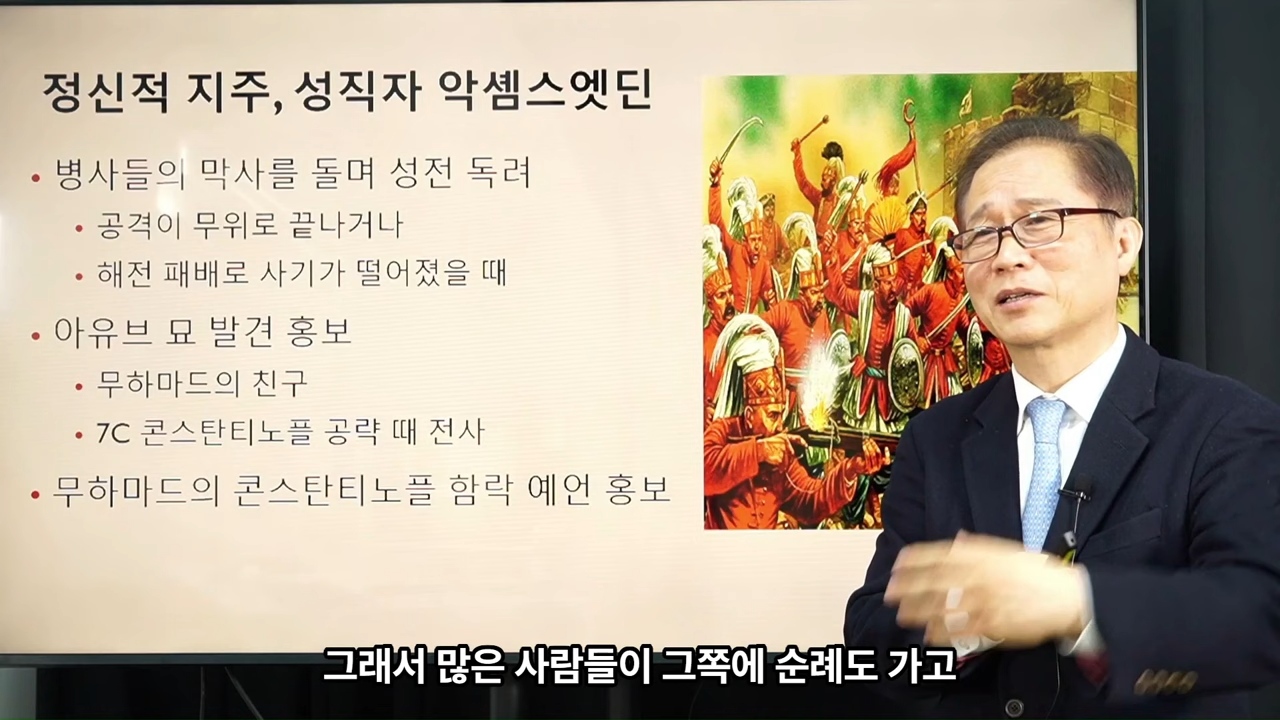 정신적 지주, 성직자 악셈스엣딘
• 병사들의 막사를 돌며 성전 독려
• 공격이 무위로 끝나거나
• 해전 패배로 사기가 떨어졌을 때
• 아유브 묘 발견 홍보
• 무하마드의 친구
• 7C 콘스탄티노플 공략 때 전사
• 무하마드의 콘스탄티노플 함락 예언 홍보
그래서 많은 사람들이 그쪽에 순례도 가고